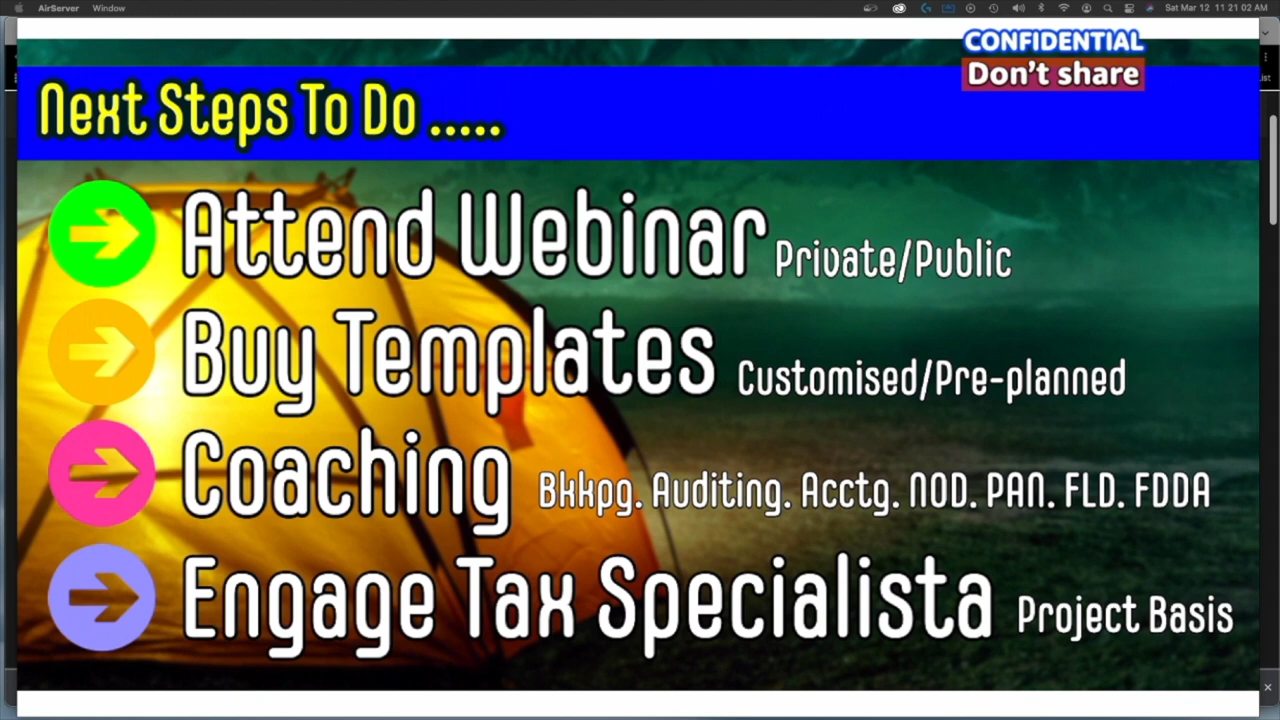 AirServer Window Sat Mar 12 11 21 02 AM
CONFIDENTIAL
Don't share
Next Steps To Do .....
Attend Webinar Private/Public
Buy Templates Customised/Pre-planned
Coaching Bkkpg. Auditing. Acctg. NOD. PAN. FLD. FDDA
Engage Tax Specialista Project Basis